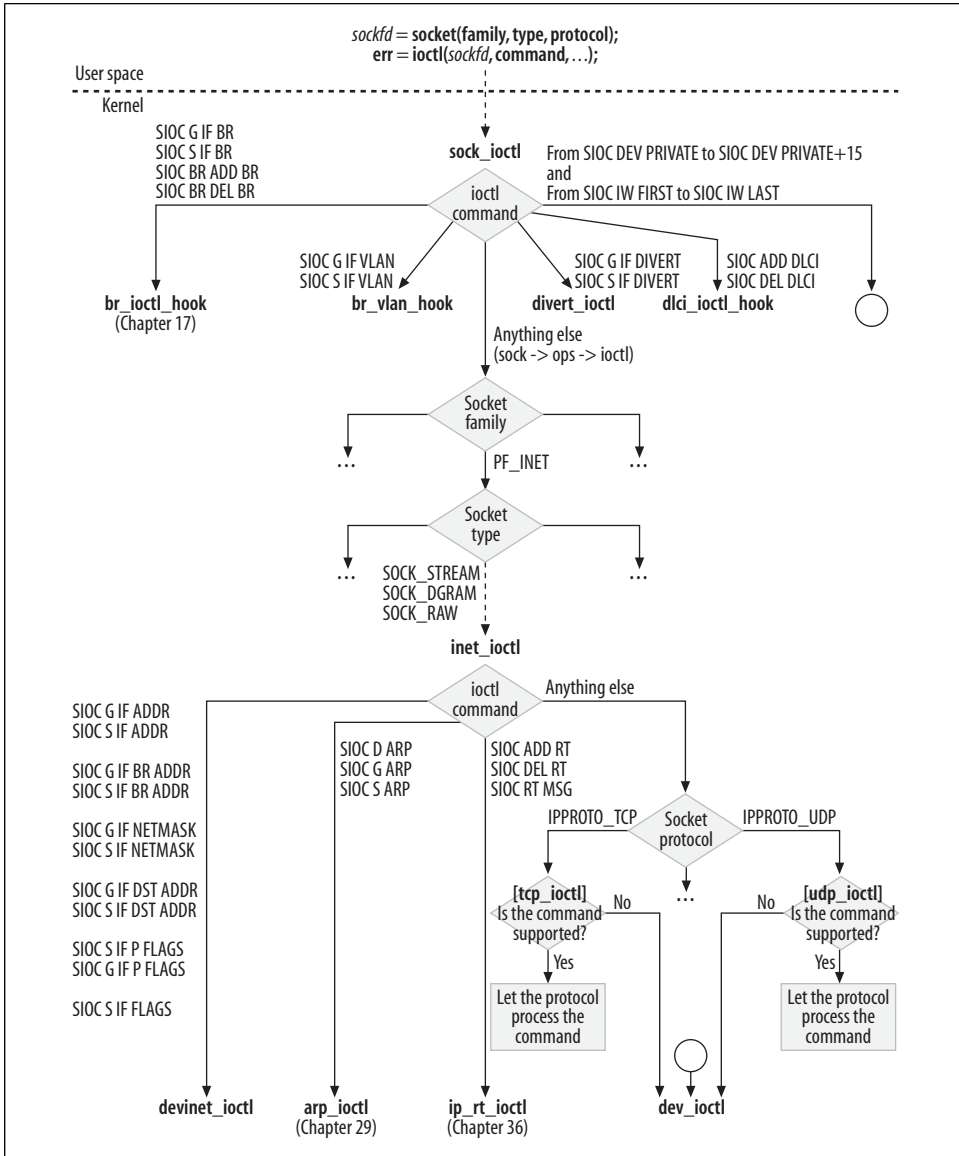 sockfd = socket(family, type, protocol);
err = ioctl(sockfd, command, ...);
User space
Kernel
SIOC G IF BR
SIOC S IF BR
SIOC BR ADD BR
SIOC BR DEL BR
sock_ioctl
From SIOC DEV PRIVATE to SIOC DEV PRIVATE+15
and
From SIOC IW FIRST to SIOC IW LAST
ioctl
command
SIOC G IF VLAN
SIOC S IF VLAN
SIOC G IF DIVERT
SIOC S IF DIVERT
SIOC ADD DLCI
SIOC DEL DLCI
br_ioctl_hook
(Chapter 17)
br_vlan_hook
divert_ioctl
dlci_ioctl_hook
Anything else
(sock -> ops -> ioctl)
Socket
family
...
...
PF_INET
Socket
type
...
...
SOCK_STREAM
SOCK_DGRAM
SOCK_RAW
inet_ioctl
ioctl
command
Anything else
SIOC G IF ADDR
SIOC S IF ADDR
SIOC G IF BR ADDR
SIOC S IF BR ADDR
SIOC G IF NETMASK
SIOC S IF NETMASK
SIOC G IF DST ADDR
SIOC S IF DST ADDR
SIOC S IF P FLAGS
SIOC G IF P FLAGS
SIOC S IF FLAGS
SIOC D ARP
SIOC G ARP
SIOC S ARP
SIOC ADD RT
SIOC DEL RT
SIOC RT MSG
IPPROTO_TCP
Socket
protocol
IPPROTO_UDP
...
[tcp_ioctl]
Is the command
supported?
No
Yes
Let the protocol
process the
command
[udp_ioctl]
Is the command
supported?
No
Yes
Let the protocol
process the
command
devinet_ioctl
arp_ioctl
(Chapter 29)
ip_rt_ioctl
(Chapter 36)
dev_ioctl